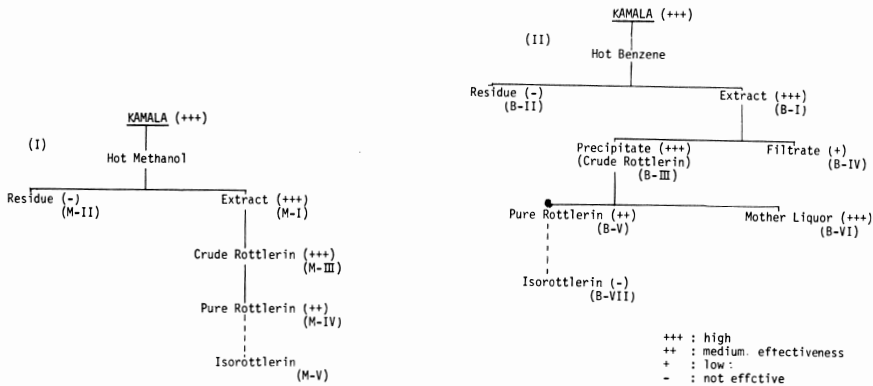 KAMALA (+++)
(I)
Hot Methanol
Residue (-)
(M-II)
Extract (+++)
(M-I)
Crude Rottlerin (+++)
(M-III)
Pure Rottlerin (++)
(M-IV)
Isorottlerin
(M-V)
KAMALA (+++)
(II)
Hot Benzene
Residue (-)
(B-II)
Extract (+++)
(B-I)
Precipitate (+++)
(Crude Rottlerin)
(B-III)
Filtrate (+)
(B-IV)
Pure Rottlerin (++)
(B-V)
Mother Liquor (+++)
(B-VI)
Isorottlerin (-)
(B-VII)
+++ : high
++ : medium. eftectiveness
+ : low :
- : not effctive